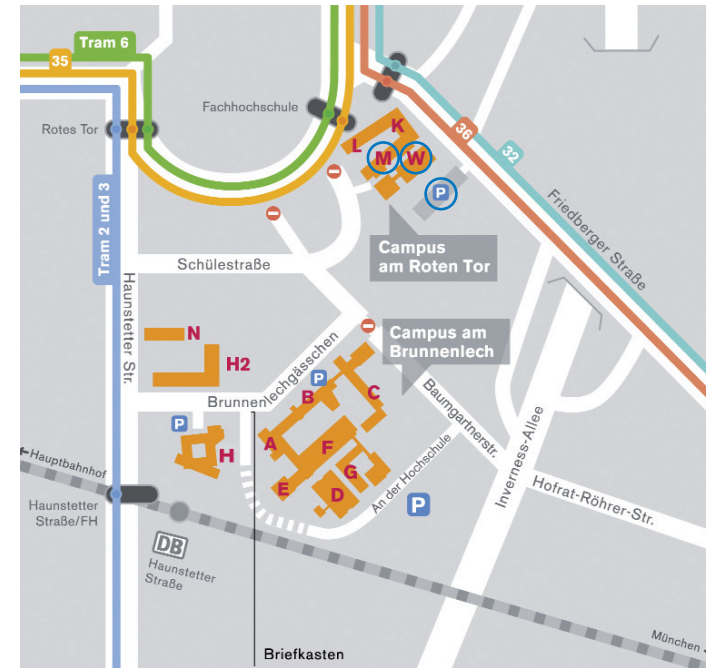 Tram 6
35
Fachhochschule
Rotes Tor
K
L
M
W
P
36
32
Tram 2 und 3
Friedberger Straße
Campus
am Roten Tor
Schülestraße
Haunstetter Str.
N
H2
Campus am
Brunnenlech
Brunnenlechgässchen
P
B
C
Baumgartnerstr.
P
A
F
H
G
E
D
An der Hochschule
P
Inverness-Allee
Hofrat-Röhrer-Str.
Hauptbahnhof
Haunstetter
Straße/FH
DB
Haunstetter
Straße
München
Briefkasten